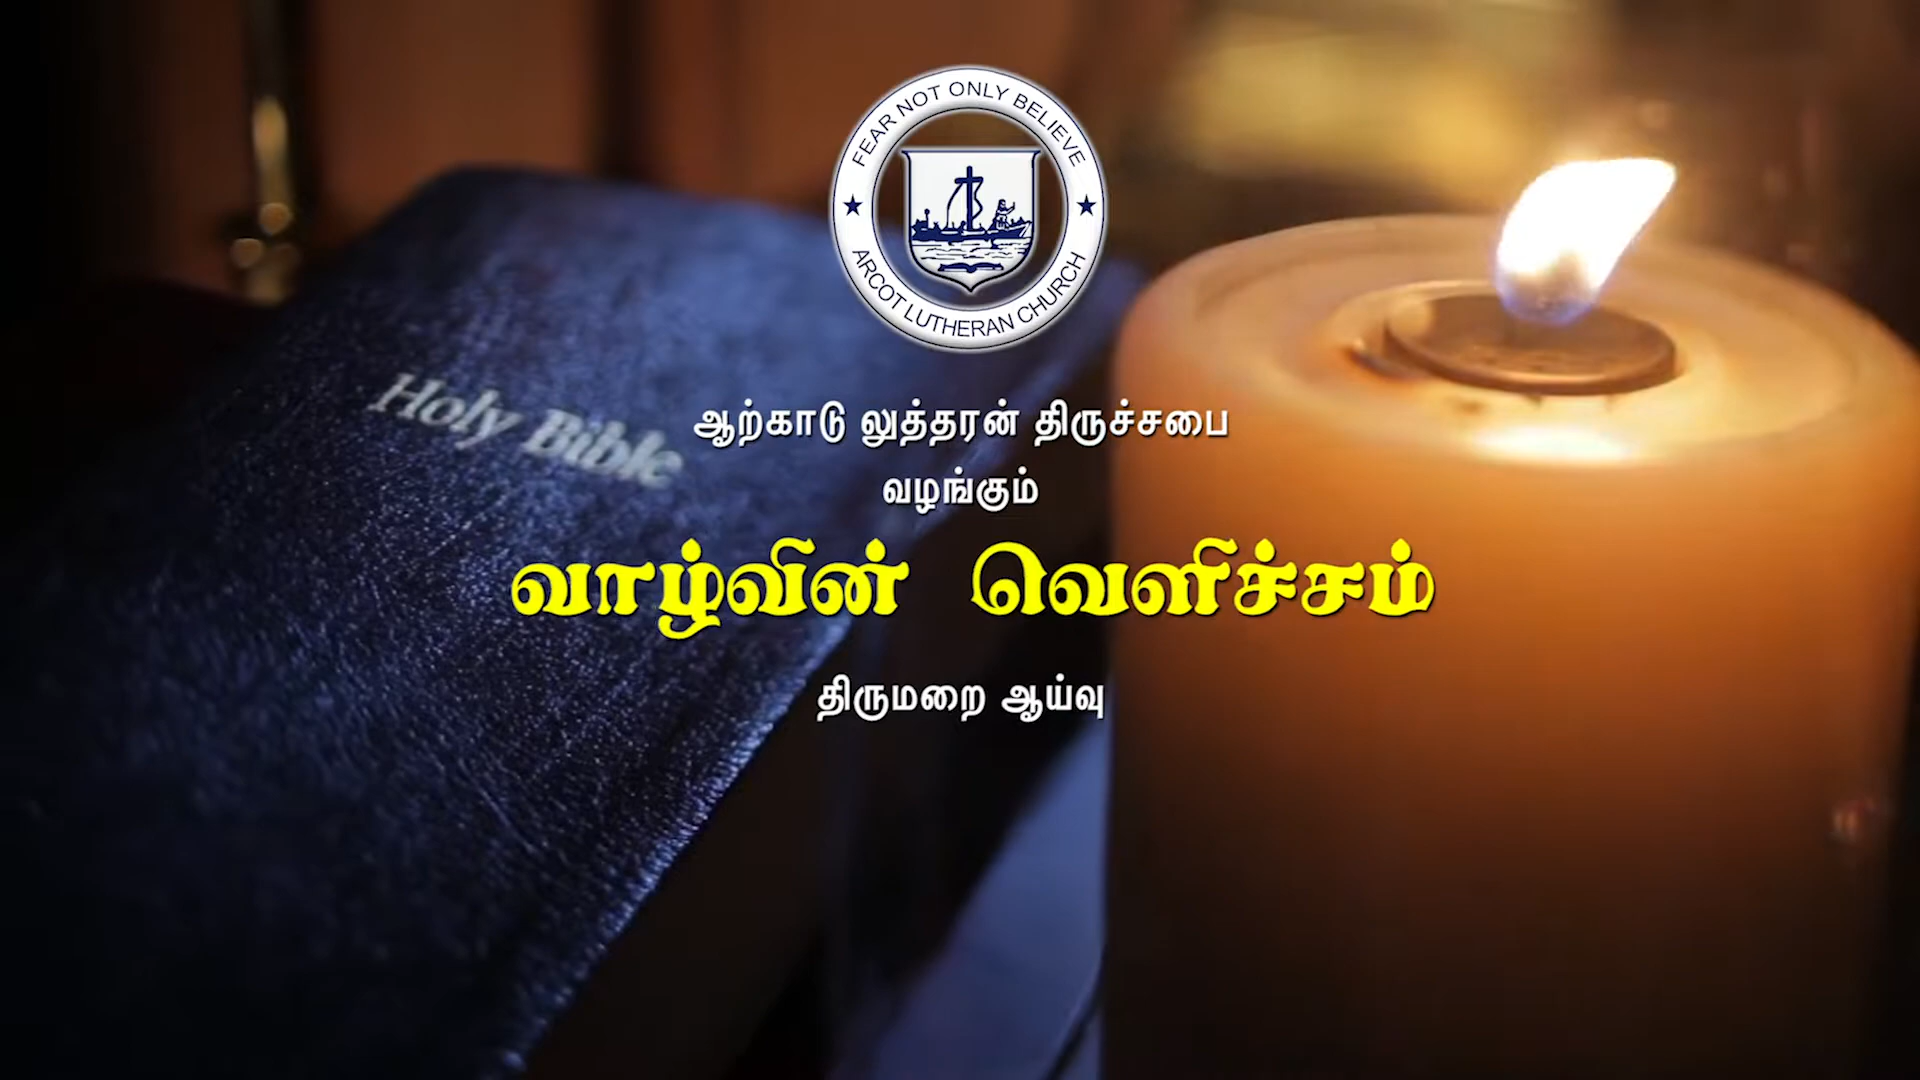 FEAR NOT ONLY BELIEVE
ARCOT LUTHERAN CHURCH
Holy Bible
ஆற்காடு லுத்தரன் திருச்சபை
வழங்கும்
வாழ்வின் வெளிச்சம்
திருமறை ஆய்வு